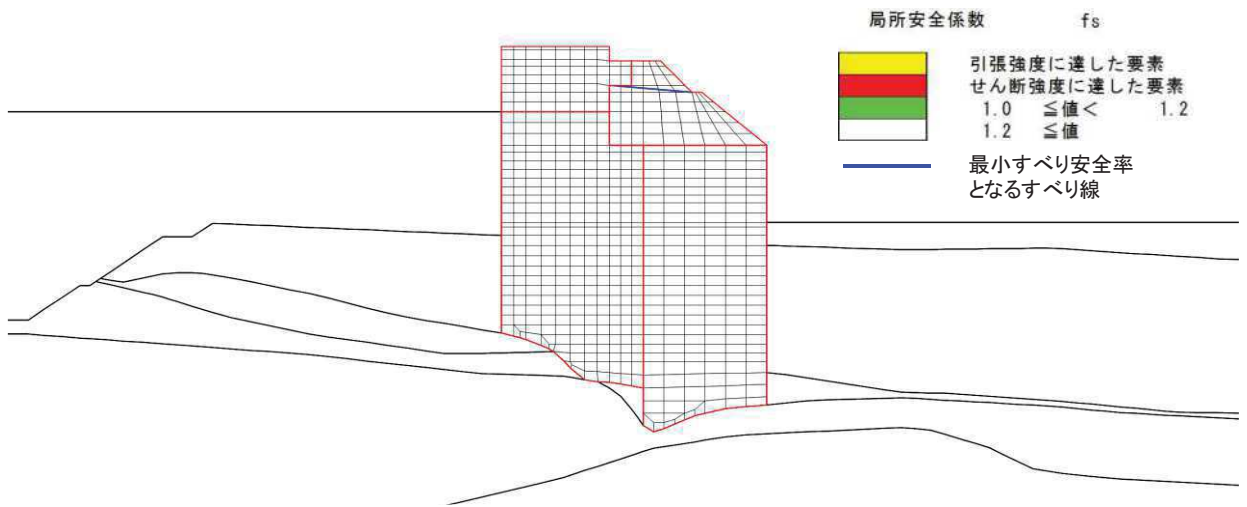 局所安全係数 fs
引張強度に達した要素
せん断強度に達した要素
1.0 ≦値< 1.2
1.2 ≦値
最小すべり安全率
となるすべり線